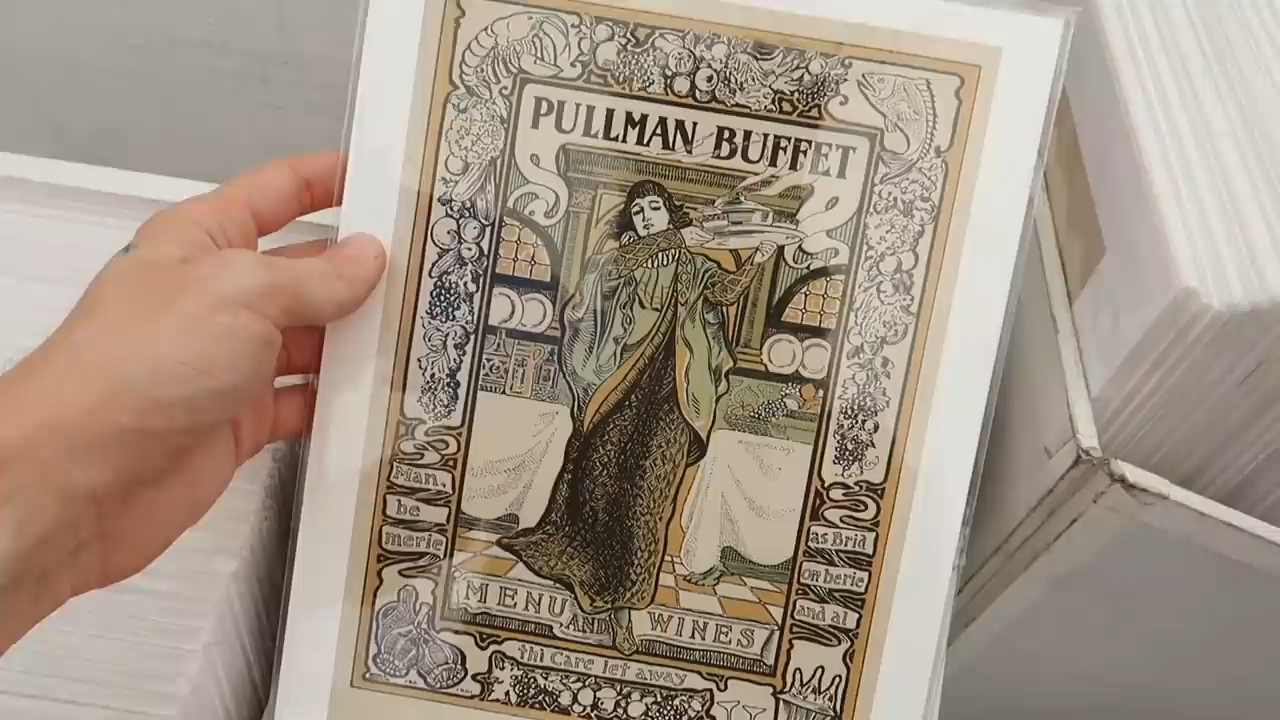 PULLMAN BUFFET
Man,
be
merie
as Brid
on berie
and al
MENU AND WINES
thi Care let away